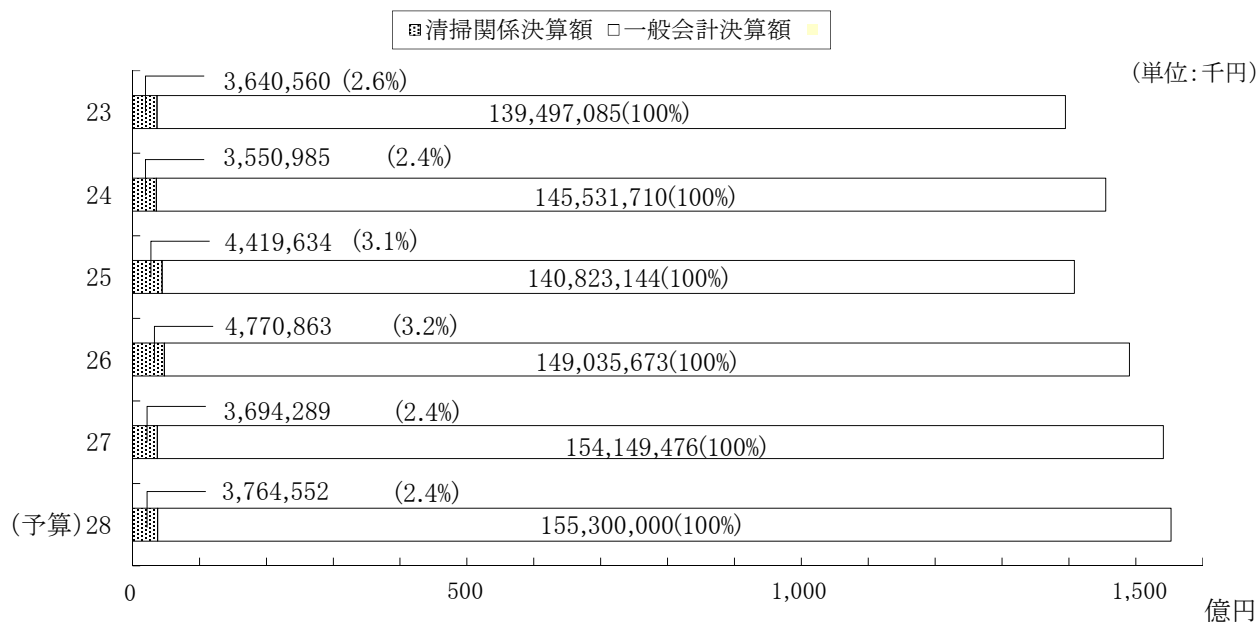 清掃関係決算額 一般会計決算額
(単位:千円)
3,640,560 (2.6%)
23 139,497,085(100%)
3,550,985 (2.4%)
24 145,531,710(100%)
4,419,634 (3.1%)
25 140,823,144(100%)
4,770,863 (3.2%)
26 149,035,673(100%)
3,694,289 (2.4%)
27 154,149,476(100%)
3,764,552 (2.4%)
(予算)28 155,300,000(100%)
0 500 1,000 1,500
億円